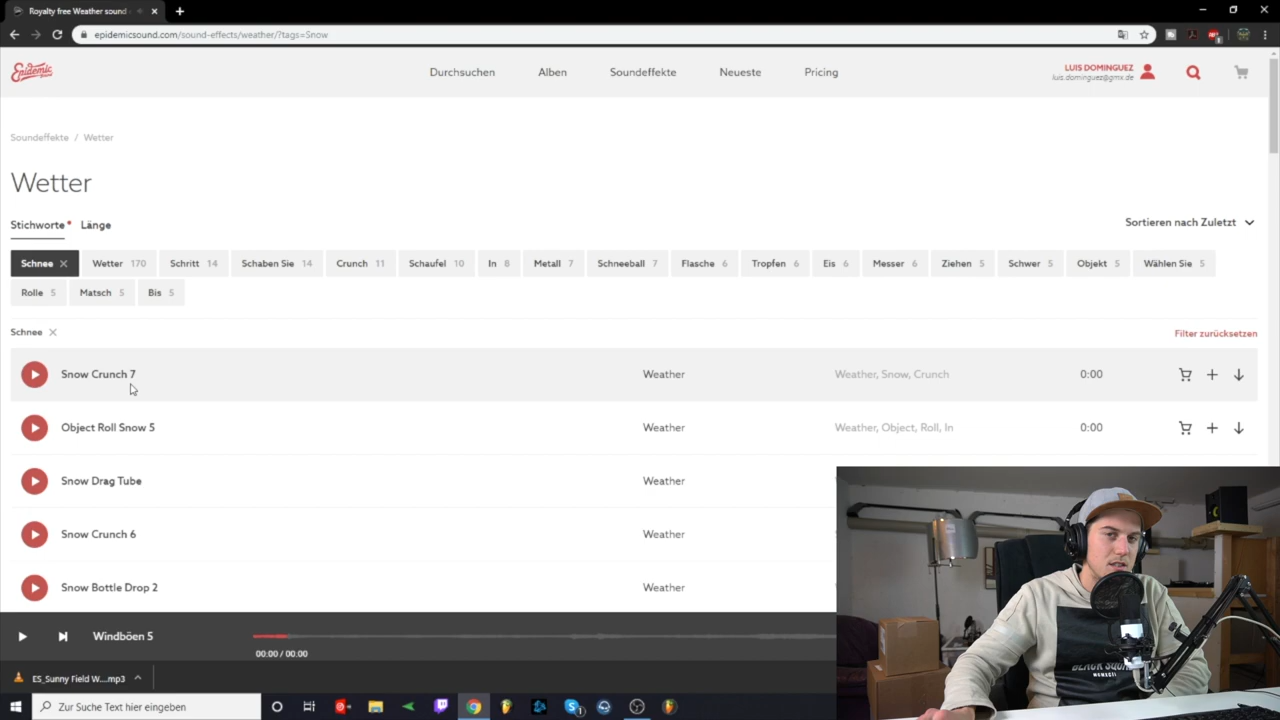 Royalty free Weather sound
epidemicsound.com/sound-effects/weather/?tags=Snow
Epidemic
Durchsuchen
Alben
Soundeffekte
Neueste
Pricing
LUIS DOMINGUEZ
luis.dominguez@gmx.de
Soundeffekte / Wetter
Wetter
Stichworte * Länge
Sortieren nach Zuletzt
Schnee Wetter 170 Schritt 14 Schaben Sie 14 Crunch 11 Schaufel 10 In 8 Metall 7 Schneeball 7 Flasche 6 Tropfen 6 Eis 6 Messer 6 Ziehen 5 Schwer 5 Objekt 5 Wählen Sie 5
Rolle 5 Matsch 5 Bis 5
Schnee
Filter zurücksetzen
Snow Crunch 7 Weather Weather, Snow, Crunch 0:00
Object Roll Snow 5 Weather Weather, Object, Roll, In 0:00
Snow Drag Tube Weather
Snow Crunch 6 Weather
Snow Bottle Drop 2 Weather
Windböen 5
00:00 / 00:00
ES_Sunny Field W....mp3
Zur Suche Text hier eingeben